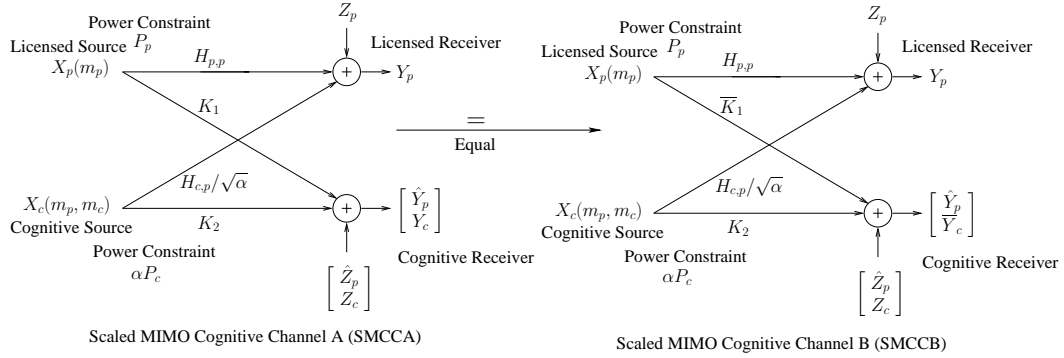 Power Constraint
Z_p
Licensed Source P_p
Licensed Receiver
X_p(m_p)
H_{p,p}
+
Y_p
K_1
H_{c,p}/√α
X_c(m_p, m_c)
+
[ Ŷ_p
Y_c ]
Cognitive Source
K_2
Power Constraint
Cognitive Receiver
αP_c
[ Ẑ_p
Z_c ]
Scaled MIMO Cognitive Channel A (SMCCA)
=
Equal
Power Constraint
Z_p
Licensed Source P_p
Licensed Receiver
X_p(m_p)
H_{p,p}
+
Y_p
K̅_1
H_{c,p}/√α
X_c(m_p, m_c)
+
[ Ŷ_p
Y̅_c ]
Cognitive Source
K_2
Power Constraint
Cognitive Receiver
αP_c
[ Ẑ_p
Z_c ]
Scaled MIMO Cognitive Channel B (SMCCB)